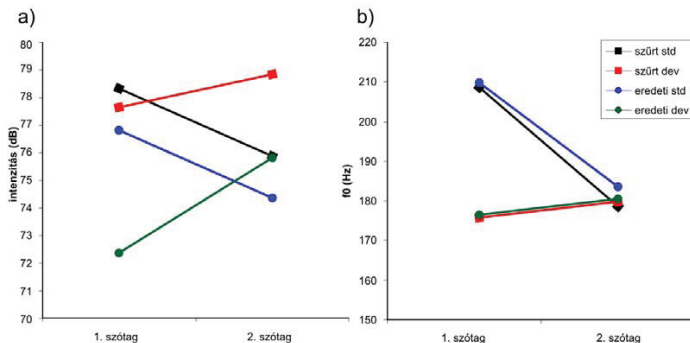 a)
intenzitás (dB)
80
79
78
77
76
75
74
73
72
71
70
1. szótag
2. szótag
b)
f0 (Hz)
220
210
200
190
180
170
160
150
1. szótag
2. szótag
szűrt std
szűrt dev
eredeti std
eredeti dev